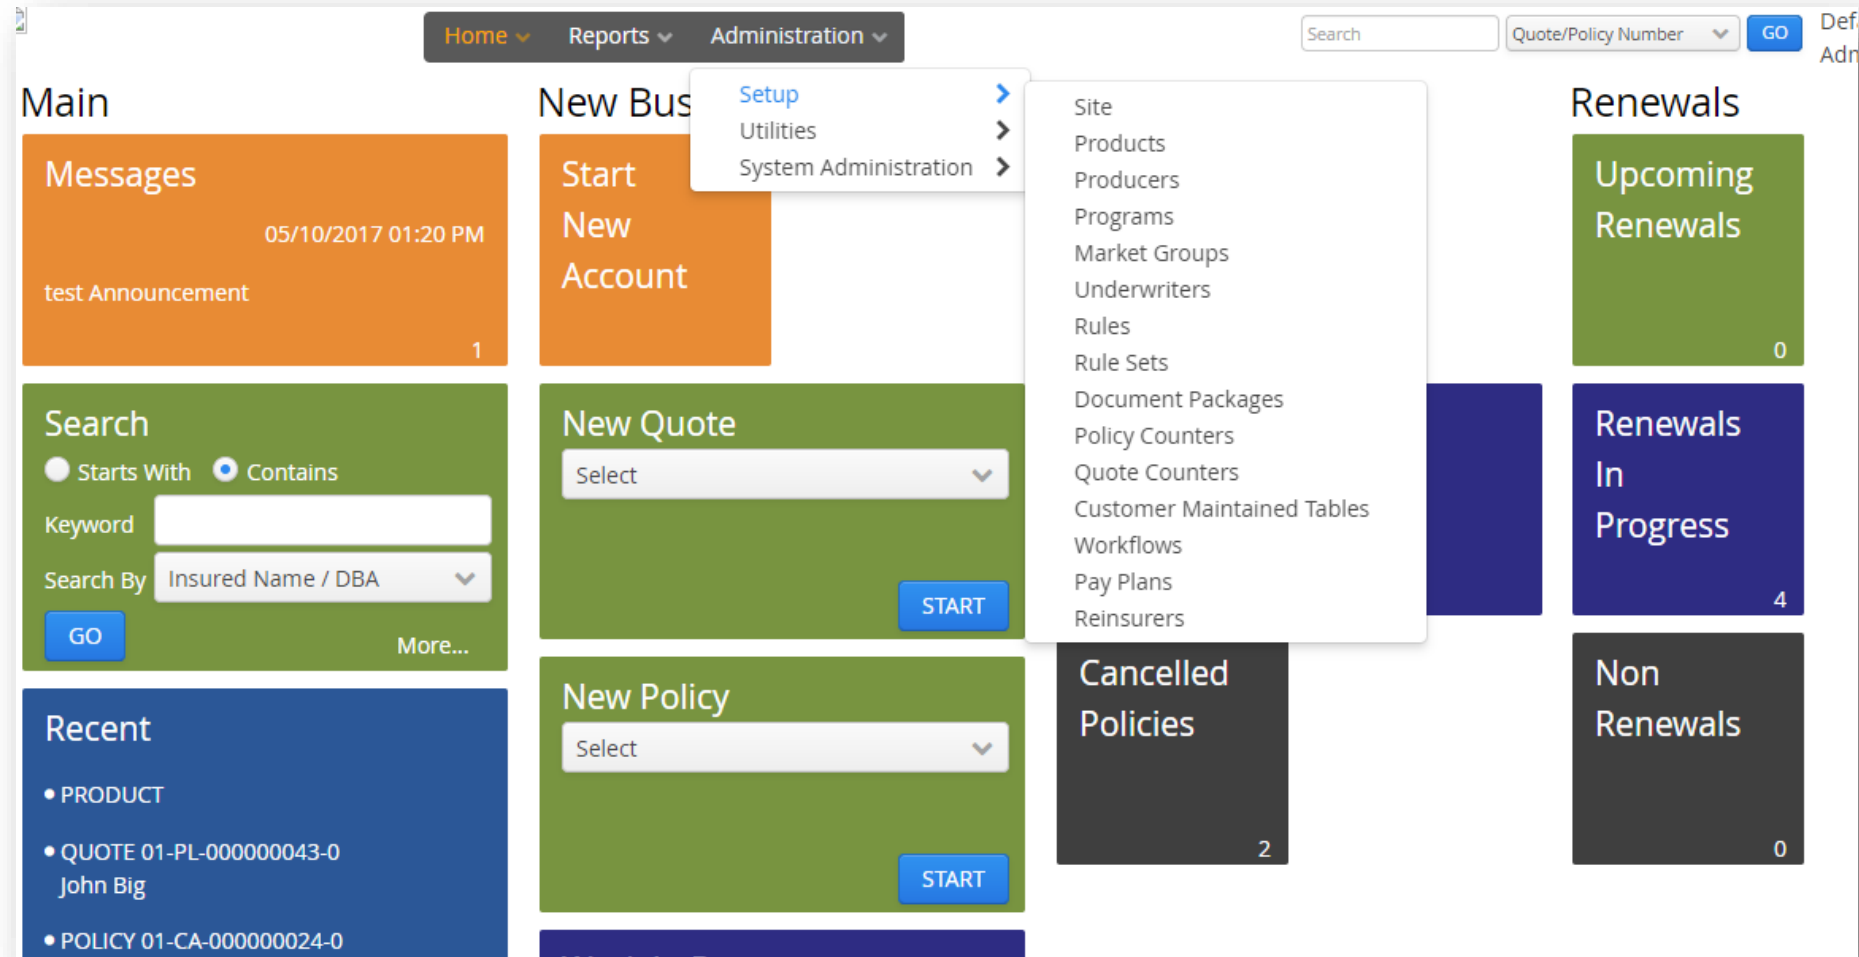 Home
Reports
Administration
Search
Quote/Policy Number
GO
Main
New Bus
Renewals
Setup
Utilities
System Administration
Site
Products
Producers
Programs
Market Groups
Underwriters
Rules
Rule Sets
Document Packages
Policy Counters
Quote Counters
Customer Maintained Tables
Workflows
Pay Plans
Reinsurers
Messages
05/10/2017 01:20 PM
test Announcement
1
Search
Starts With
Contains
Keyword
Search By
Insured Name / DBA
GO
More...
Recent
PRODUCT
QUOTE 01-PL-000000043-0
John Big
POLICY 01-CA-000000024-0
Start
New
Account
New Quote
Select
START
New Policy
Select
START
Cancelled
Policies
2
Upcoming
Renewals
0
Renewals
In
Progress
4
Non
Renewals
0